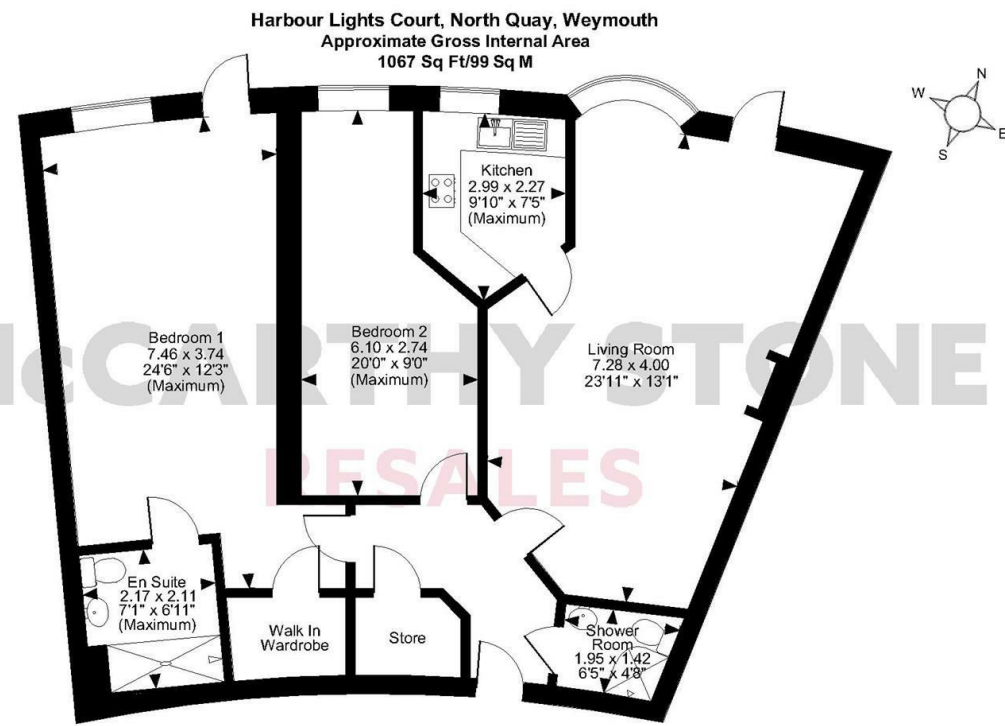 Harbour Lights Court, North Quay, Weymouth
Approximate Gross Internal Area
1067 Sq Ft/99 Sq M
N
W
E
S
Kitchen
2.99 x 2.27
9'10" x 7'5"
(Maximum)
Bedroom 1
7.46 x 3.74
24'6" x 12'3"
(Maximum)
Bedroom 2
6.10 x 2.74
20'0" x 9'0"
(Maximum)
Living Room
7.28 x 4.00
23'11" x 13'1"
McCARTHY STONE
RESALES
En Suite
2.17 x 2.11
7'1" x 6'11"
(Maximum)
Walk In
Wardrobe
Store
Shower
Room
1.95 x 1.42
6'5" x 4'8"